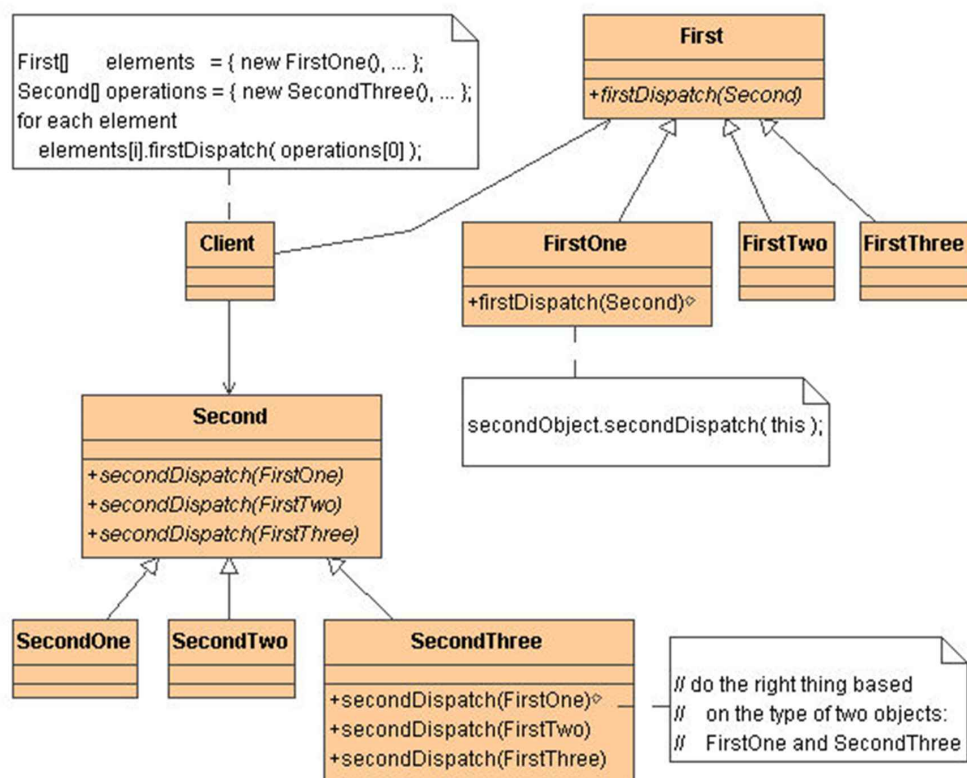 First[] elements = { new FirstOne(), ... };
Second[] operations = { new SecondThree(), ... };
for each element
elements[i].firstDispatch( operations[0] );
First
+firstDispatch(Second)
Client
FirstOne
+firstDispatch(Second)
FirstTwo
FirstThree
secondObject.secondDispatch( this );
Second
+secondDispatch(FirstOne)
+secondDispatch(FirstTwo)
+secondDispatch(FirstThree)
SecondOne
SecondTwo
SecondThree
+secondDispatch(FirstOne)
+secondDispatch(FirstTwo)
+secondDispatch(FirstThree)
// do the right thing based
// on the type of two objects:
// FirstOne and SecondThree